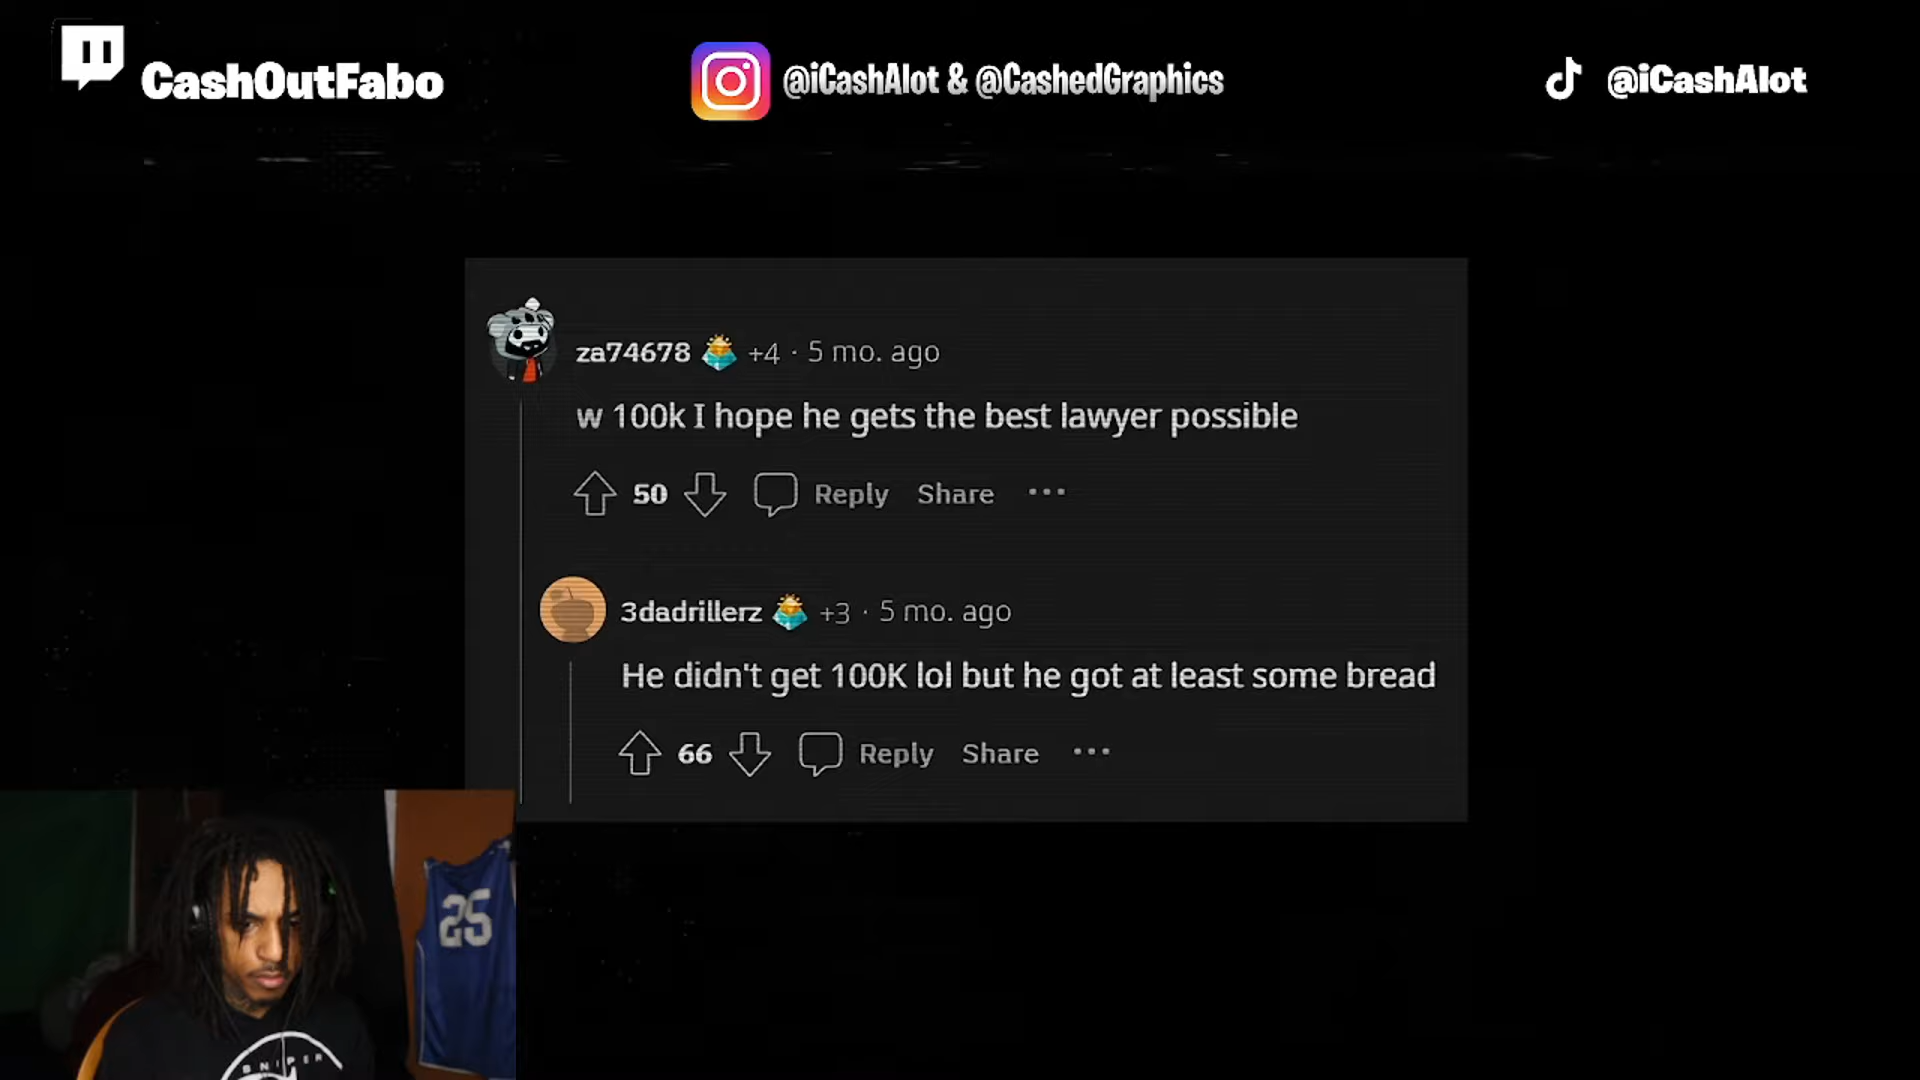 CashOutFabo
@iCashAlot & @CashedGraphics
@iCashAlot
za74678 +4 · 5 mo. ago
w 100k I hope he gets the best lawyer possible
50 Reply Share ···
3dadrillerz +3 · 5 mo. ago
He didn't get 100K lol but he got at least some bread
66 Reply Share ···
25
SNIPER